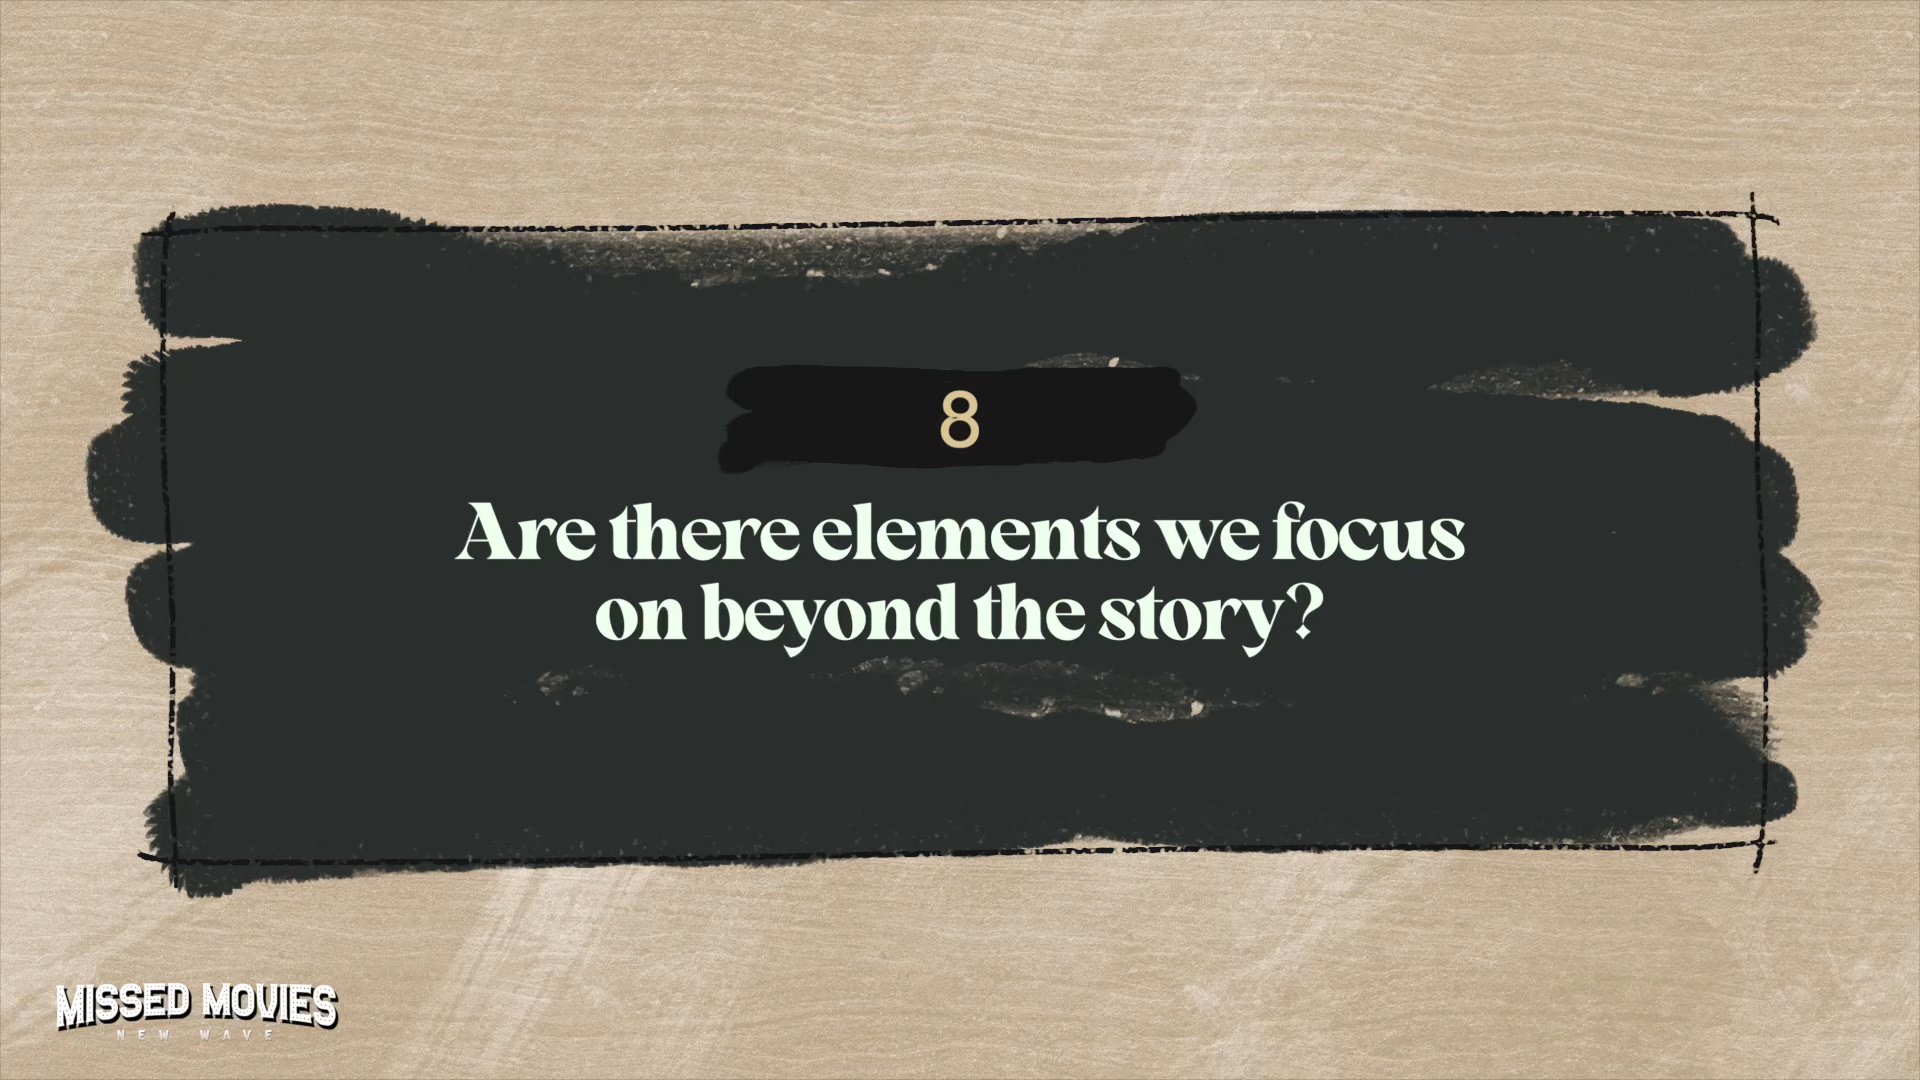 8
Are there elements we focus
on beyond the story?
MISSED MOVIES
NEW WAVE